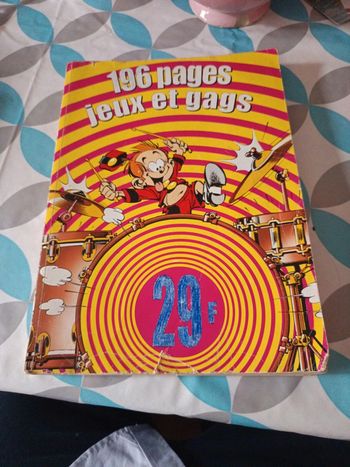 196 pages
jeux et gags
29F